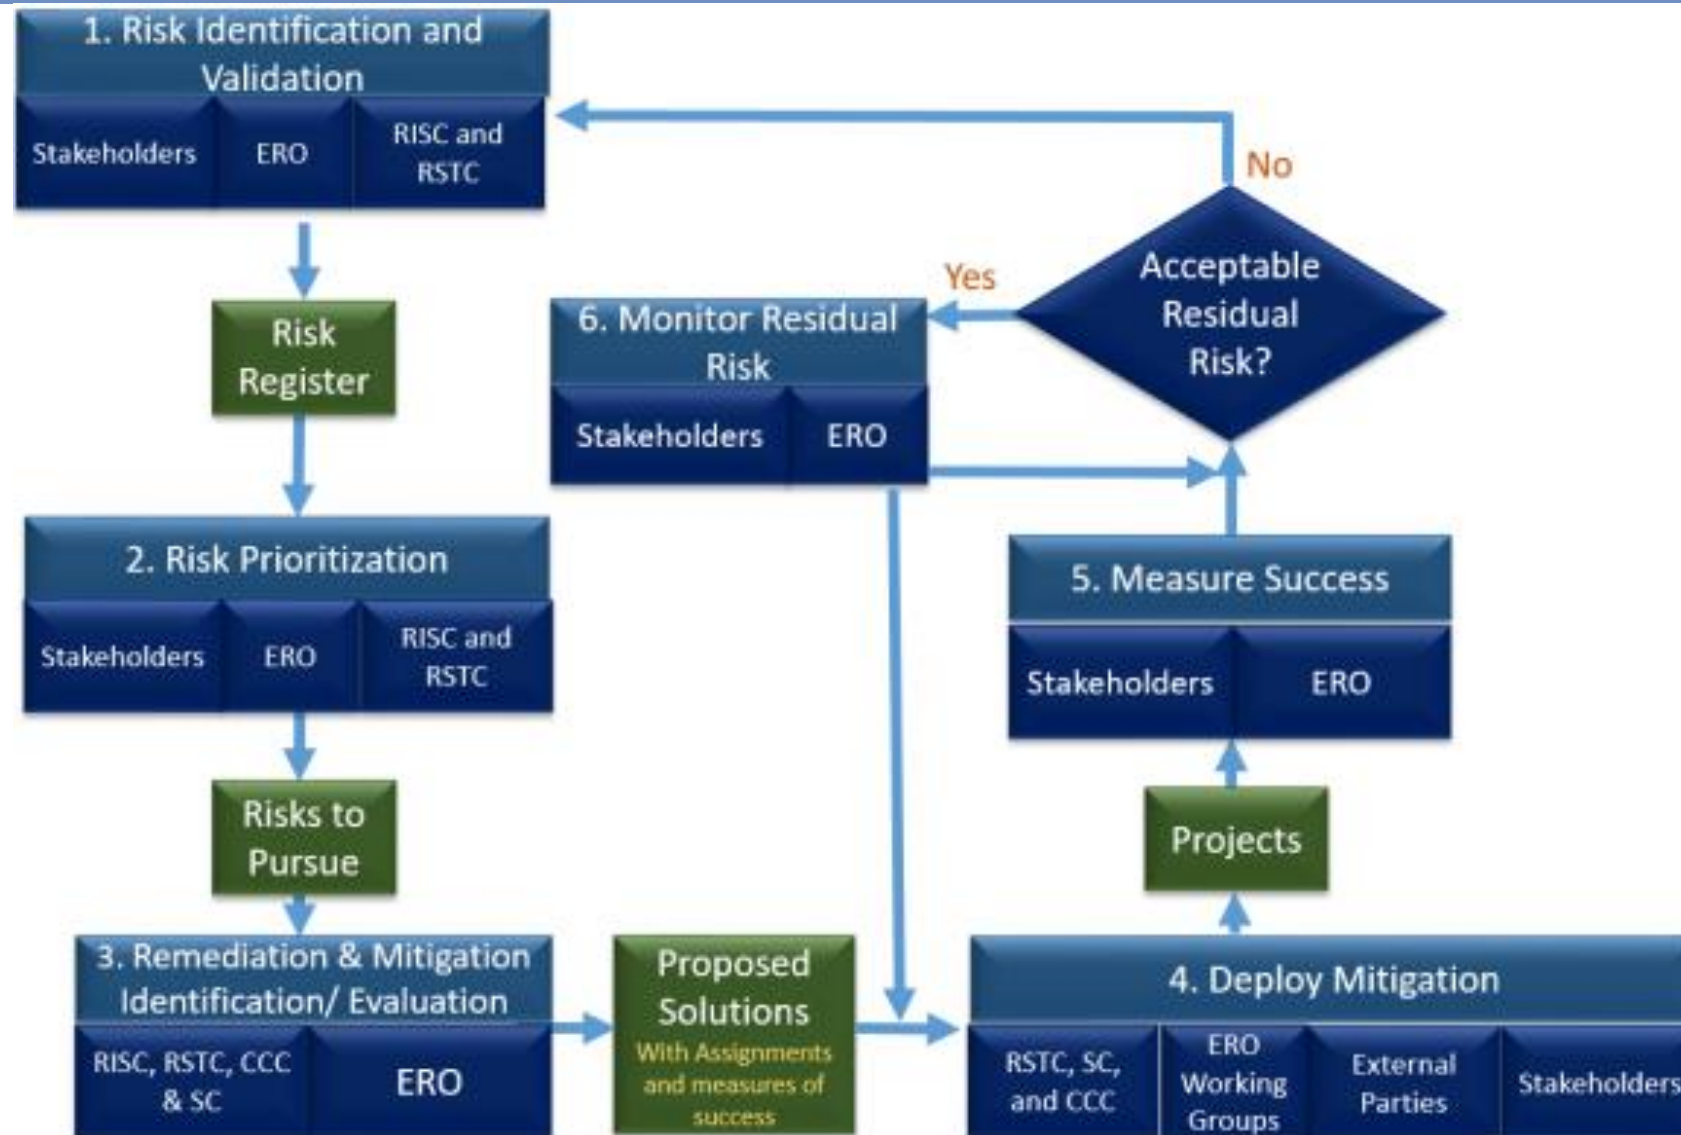 1. Risk Identification and
Validation
Stakeholders
ERO
RISC and
RSTC
Risk
Register
2. Risk Prioritization
Stakeholders
ERO
RISC and
RSTC
Risks to
Pursue
3. Remediation & Mitigation
Identification/ Evaluation
RISC, RSTC, CCC
& SC
ERO
Proposed
Solutions
With Assignments
and measures of
success
4. Deploy Mitigation
RSTC, SC,
and CCC
ERO
Working
Groups
External
Parties
Stakeholders
Projects
5. Measure Success
Stakeholders
ERO
Acceptable
Residual
Risk?
No
Yes
6. Monitor Residual
Risk
Stakeholders
ERO